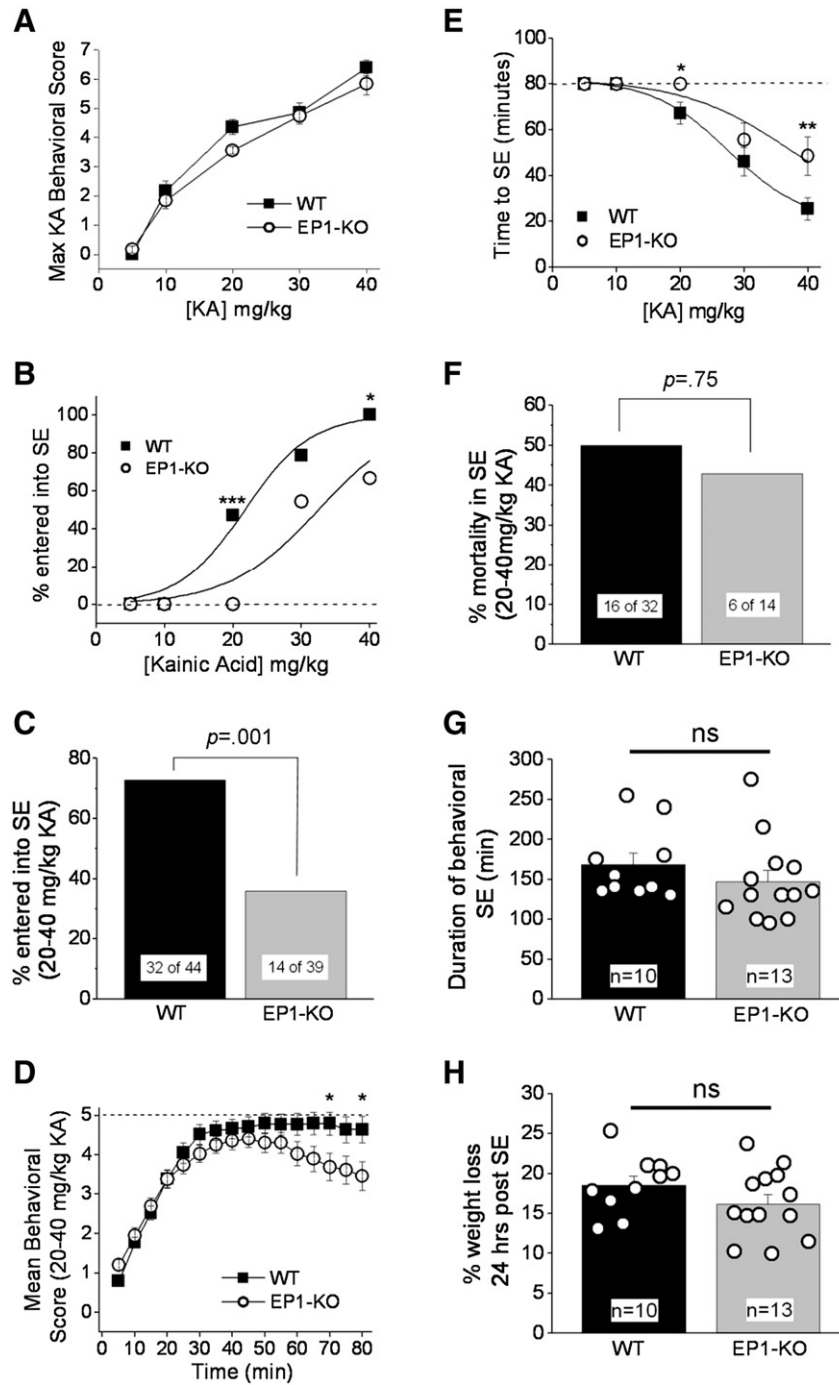 A
Max KA Behavioral Score
7
6
5
4
3
2
1
0
WT
EP1-KO
0 10 20 30 40
[KA] mg/kg
B
% entered into SE
100
80
60
40
20
0
WT
EP1-KO
***
*
0 10 20 30 40
[Kainic Acid] mg/kg
C
p=.001
% entered into SE
(20-40 mg/kg KA)
80
60
40
20
0
32 of 44
14 of 39
WT EP1-KO
D
Mean Behavioral
Score (20-40 mg/kg KA)
5
4
3
2
1
0
* *
WT
EP1-KO
0 10 20 30 40 50 60 70 80
Time (min)
E
Time to SE (minutes)
100
80
60
40
20
0
*
**
WT
EP1-KO
0 10 20 30 40
[KA] mg/kg
F
p=.75
% mortality in SE
(20-40mg/kg KA)
60
50
40
30
20
10
0
16 of 32
6 of 14
WT EP1-KO
G
ns
Duration of behavioral
SE (min)
300
250
200
150
100
50
0
n=10
n=13
WT EP1-KO
H
ns
% weight loss
24 hrs post SE
30
25
20
15
10
5
0
n=10
n=13
WT EP1-KO